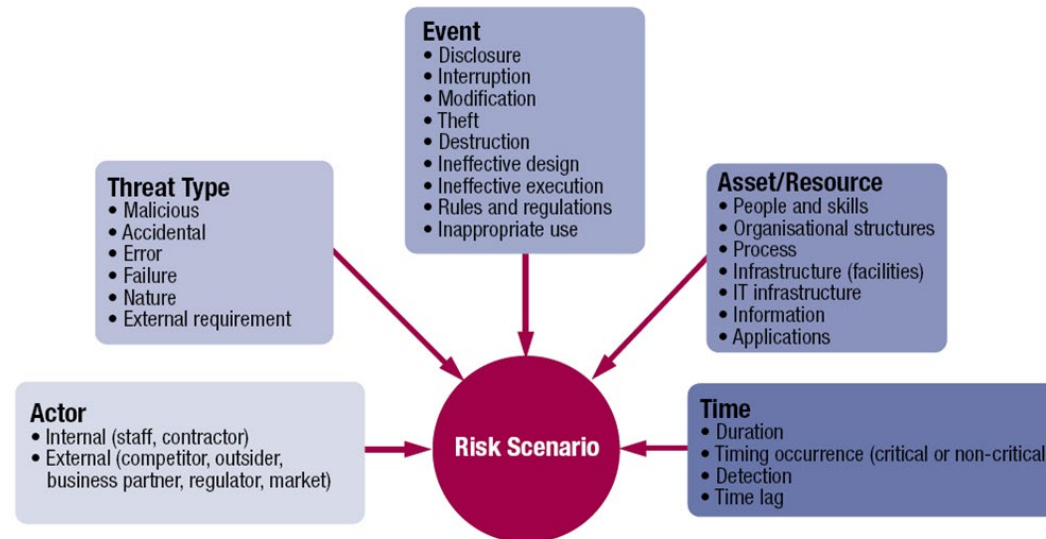 Event
• Disclosure
• Interruption
• Modification
• Theft
• Destruction
• Ineffective design
• Ineffective execution
• Rules and regulations
• Inappropriate use
Threat Type
• Malicious
• Accidental
• Error
• Failure
• Nature
• External requirement
Asset/Resource
• People and skills
• Organisational structures
• Process
• Infrastructure (facilities)
• IT infrastructure
• Information
• Applications
Actor
• Internal (staff, contractor)
• External (competitor, outsider,
business partner, regulator, market)
Risk Scenario
Time
• Duration
• Timing occurrence (critical or non-critical
• Detection
• Time lag